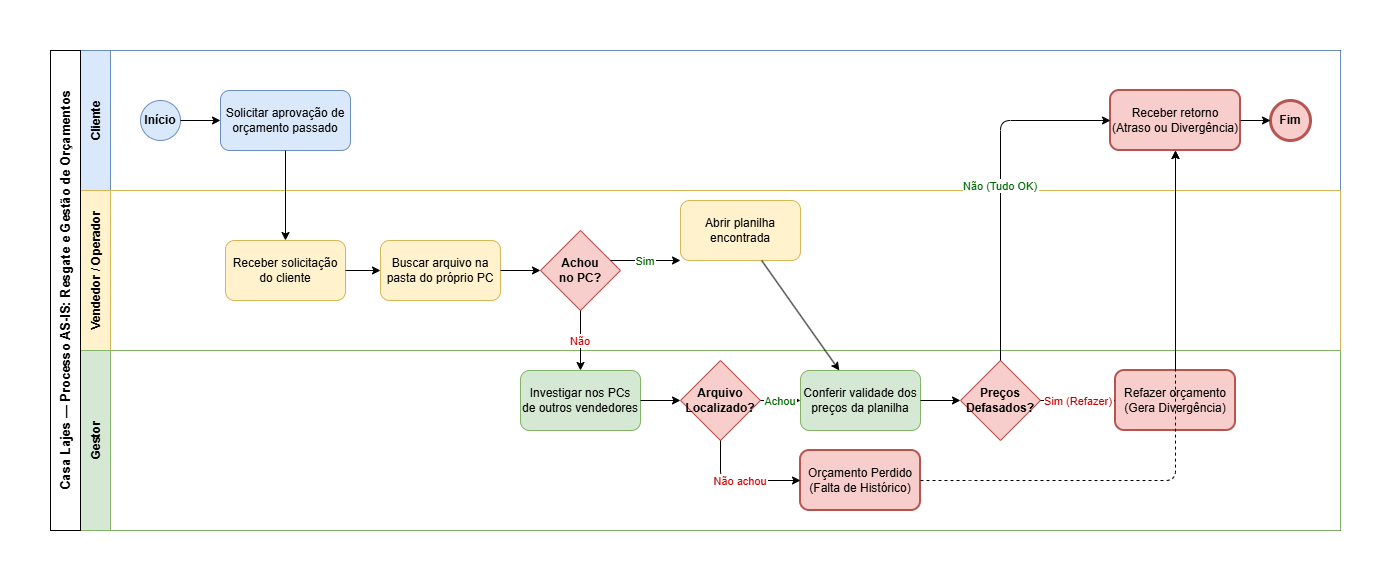 Casa Lajes — Processo AS-IS: Resgate e Gestão de Orçamentos
Cliente
Início
Solicitar aprovação de
orçamento passado
Receber retorno
(Atraso ou Divergência)
Fim
Não (Tudo OK)
Vendedor / Operador
Receber solicitação
do cliente
Buscar arquivo na
pasta do próprio PC
Achou
no PC?
Sim
Abrir planilha
encontrada
Não
Gestor
Investigar nos PCs
de outros vendedores
Arquivo
Localizado?
Achou
Conferir validade dos
preços da planilha
Preços
Defasados?
Sim (Refazer)
Refazer orçamento
(Gera Divergência)
Não achou
Orçamento Perdido
(Falta de Histórico)